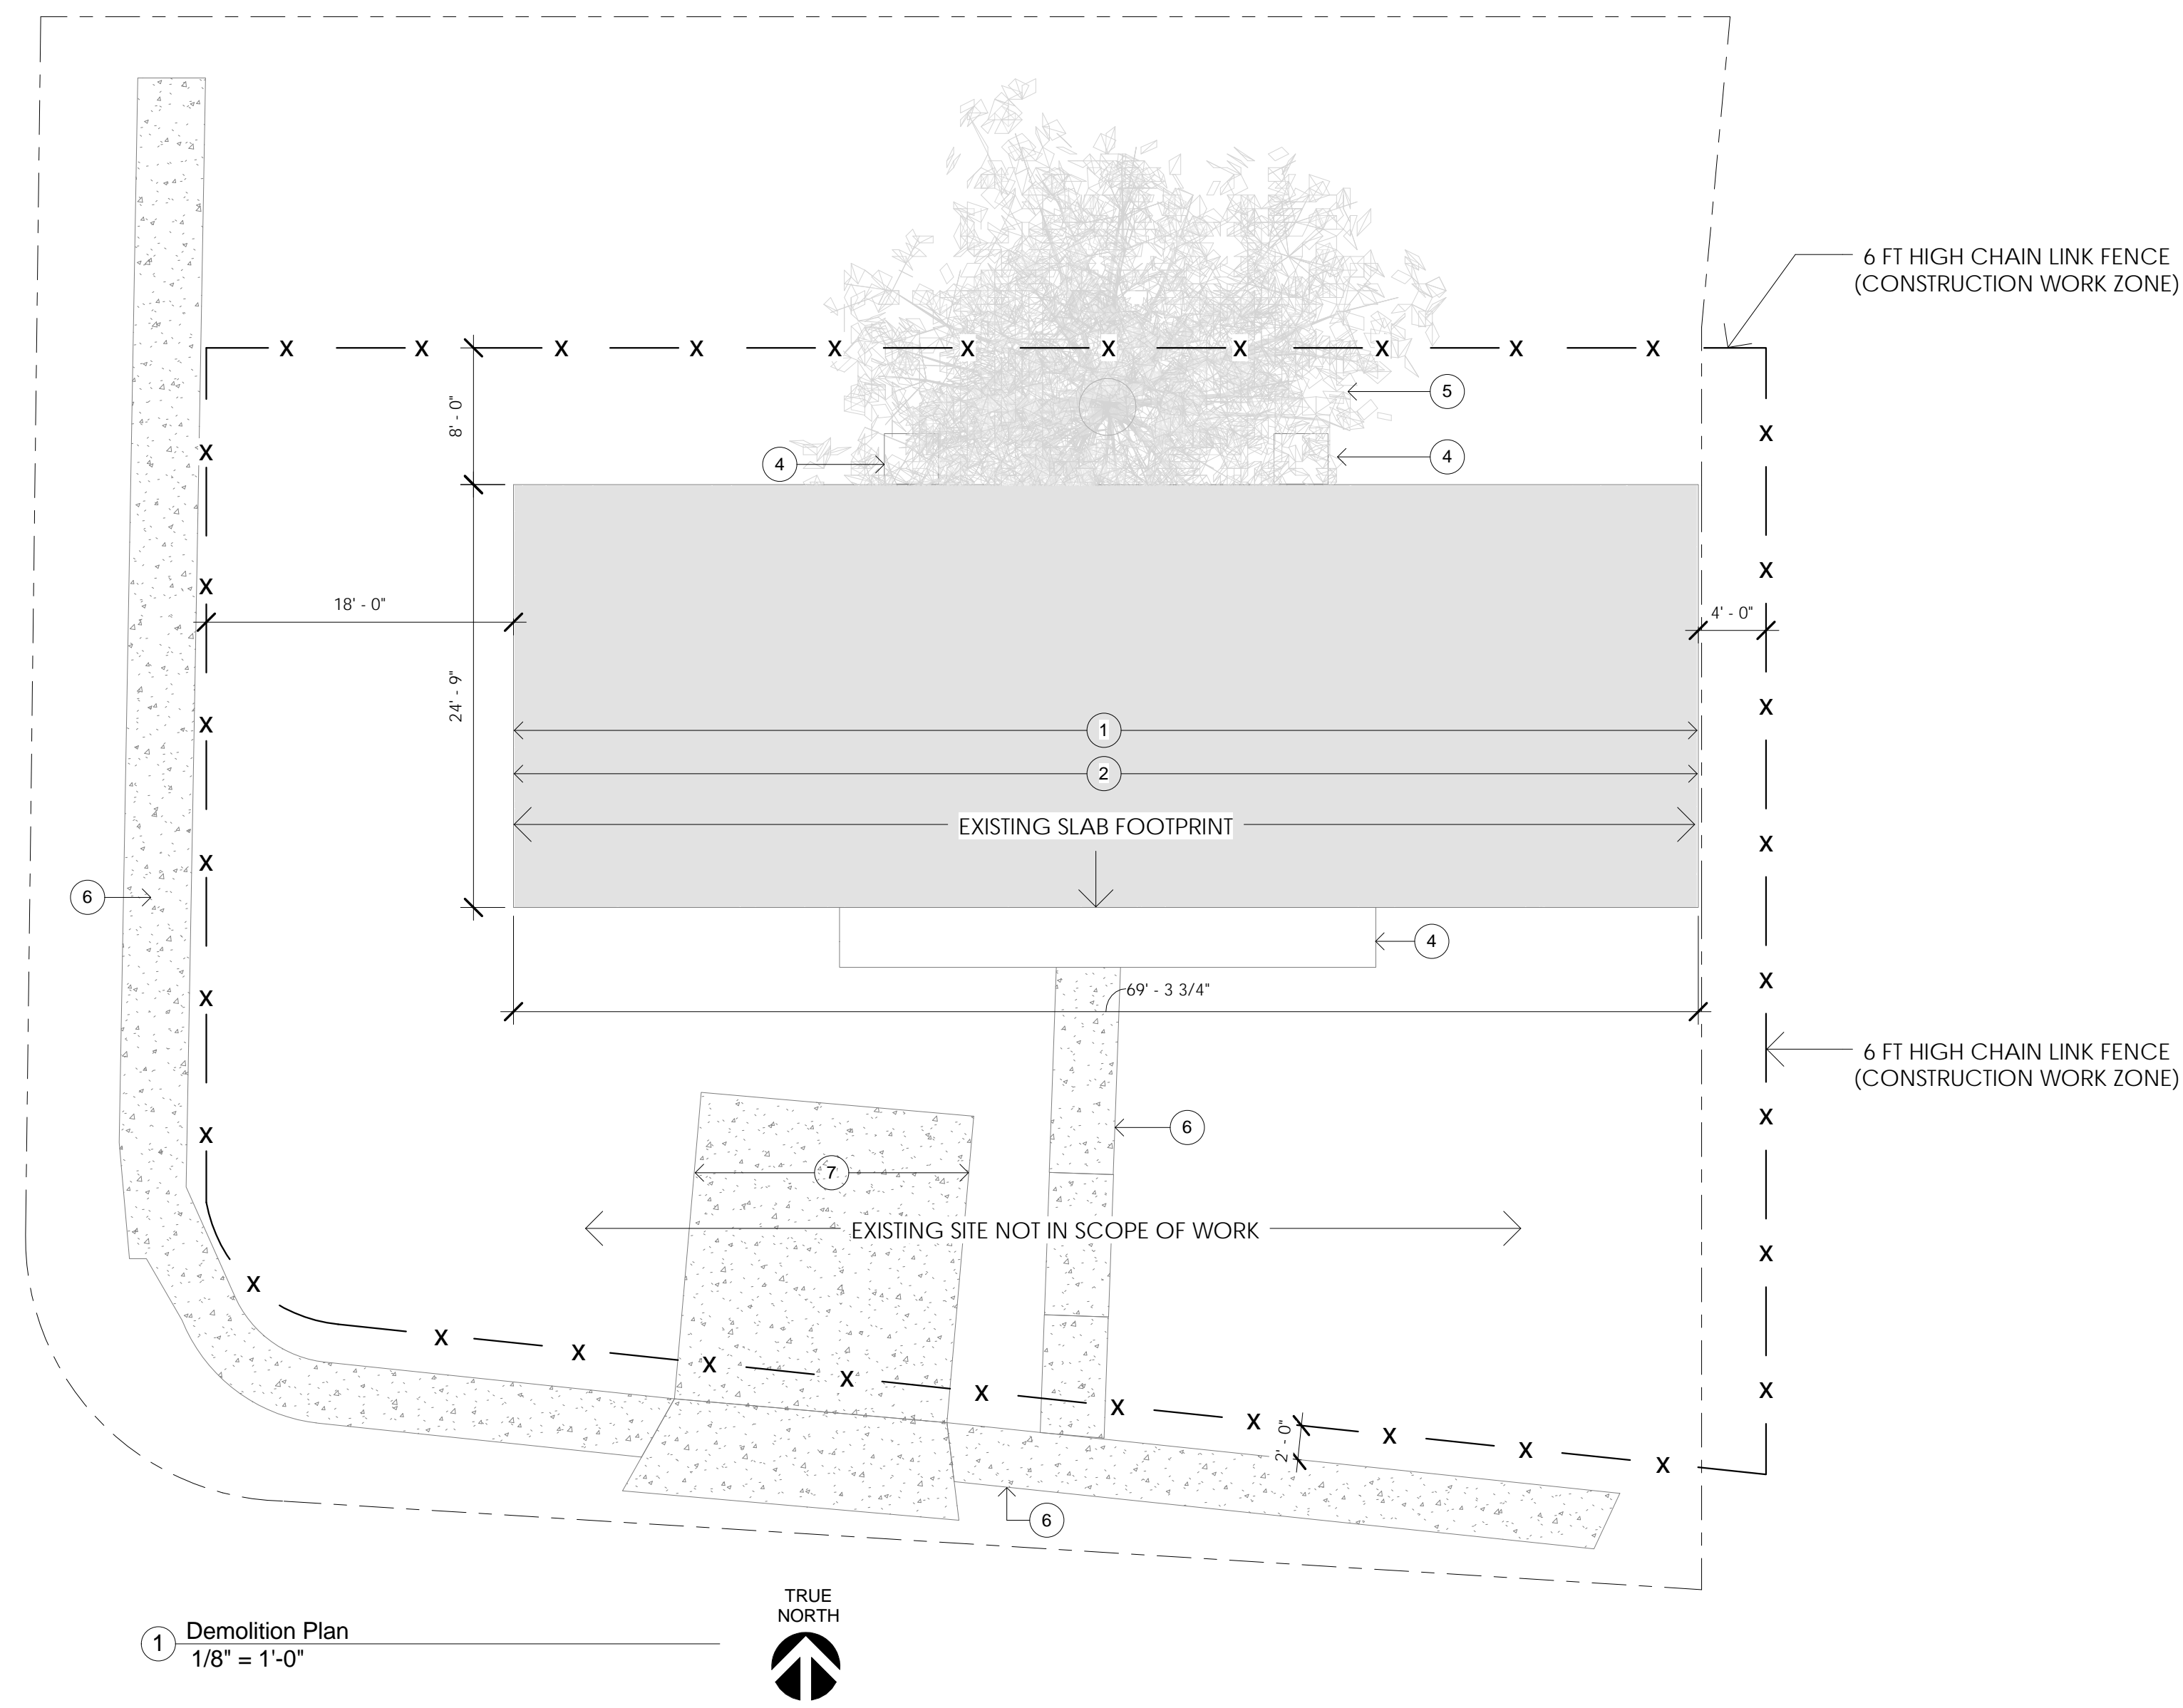 6 FT HIGH CHAIN LINK FENCE
(CONSTRUCTION WORK ZONE)
X X X X X X X X X X X
8' - 0"
5
X
X
4
4
X
X
18' - 0"
4' - 0"
24' - 9"
X
X
1
2
EXISTING SLAB FOOTPRINT
X
X
6
4
X
X
69' - 3 3/4"
6 FT HIGH CHAIN LINK FENCE
(CONSTRUCTION WORK ZONE)
X
X
6
7
EXISTING SITE NOT IN SCOPE OF WORK
X
X
X
X
X
X
X
X
X
X
X
X
X
X
2' - 0"
6
TRUE
NORTH
1
Demolition Plan
1/8" = 1'-0"